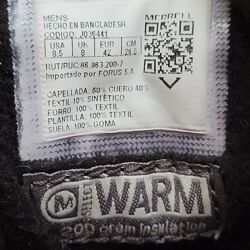 MENS MERRELL
HECHO EN BANGLADESH
CODIGO: J036441
USA UK EUR CM
8.5 8 42 26.5
RUT/RUC: 86.963.200-7
Importado por FORUS S.A.
CAPELLADA: 60% CUERO 40%
TEXTIL 10% SINTÉTICO
FORRO: 100% TEXTIL
PLANTILLA: 100% TEXTIL
SUELA: 100% GOMA
M SELECT WARM
200 gram insulation